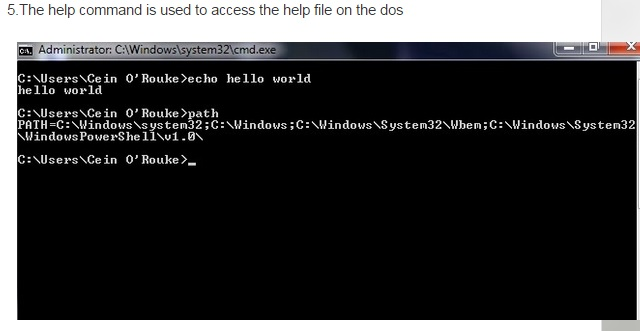 5.The help command is used to access the help file on the dos
C:\. Administrator: C:\Windows\system32\cmd.exe
C:\Users\Cein O'Rouke>echo hello world
hello world
C:\Users\Cein O'Rouke>path
PATH=C:\Windows\system32;C:\Windows;C:\Windows\System32\Wbem;C:\Windows\System32
\WindowsPowerShell\v1.0\
C:\Users\Cein O'Rouke>_